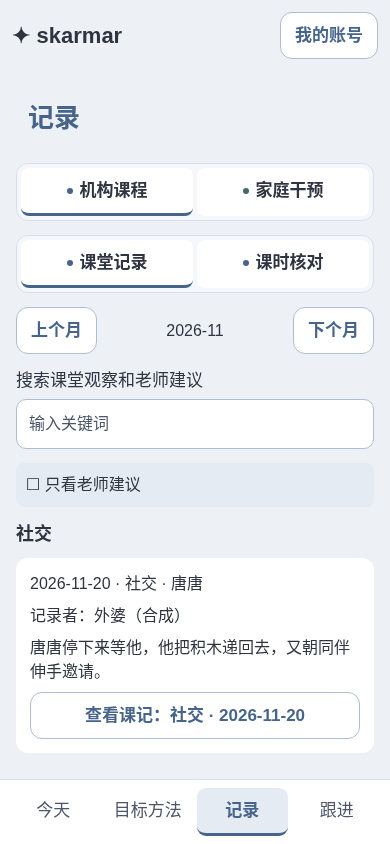 ✦ skarmar
我的账号
记录
• 机构课程
• 家庭干预
• 课堂记录
• 课时核对
上个月
2026-11
下个月
搜索课堂观察和老师建议
输入关键词
☐ 只看老师建议
社交
2026-11-20 · 社交 · 唐唐
记录者：外婆（合成）
唐唐停下来等他，他把积木递回去，又朝同伴
伸手邀请。
查看课记：社交 · 2026-11-20
今天
目标方法
记录
跟进